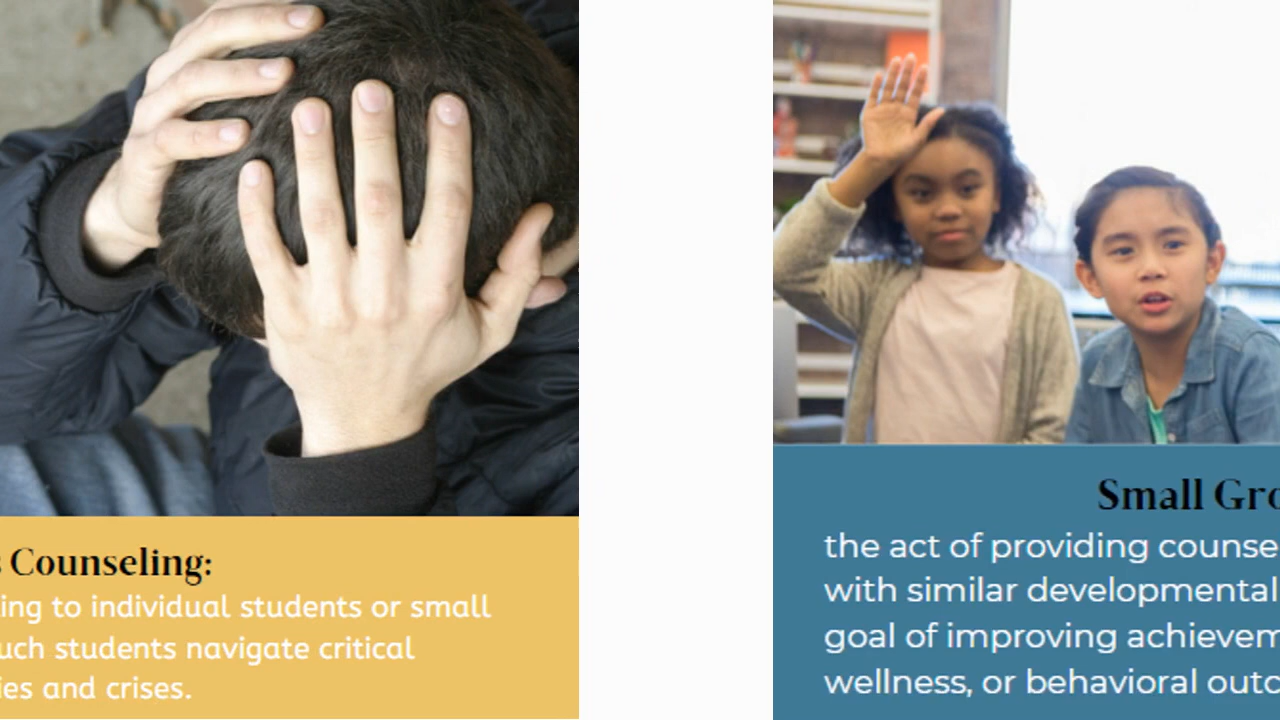 Counseling:
ing to individual students or small
uch students navigate critical
ies and crises.
Small Gro
the act of providing counse
with similar developmental
goal of improving achievem
wellness, or behavioral outc